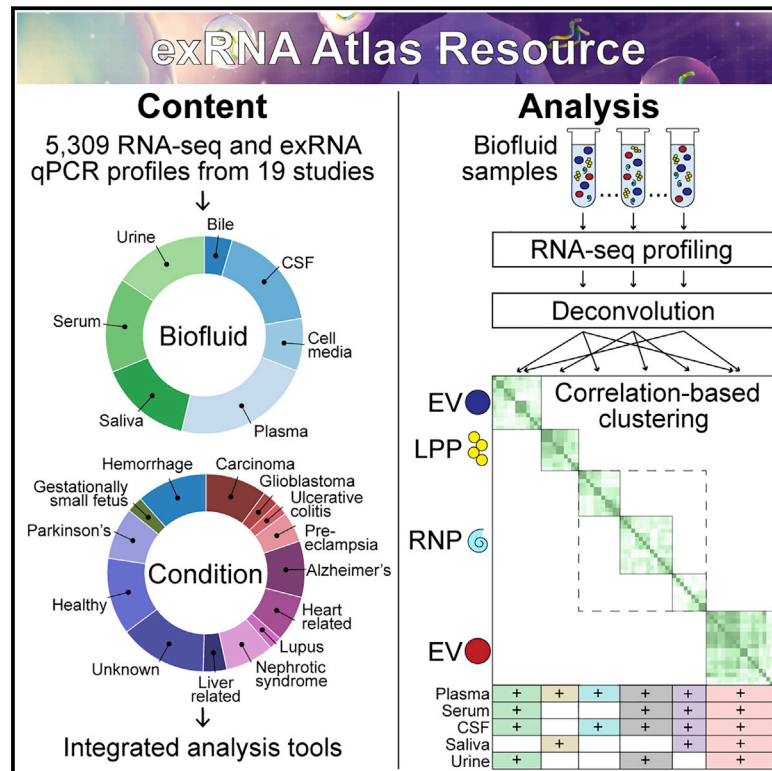 exRNA Atlas Resource
Content
5,309 RNA-seq and exRNA
qPCR profiles from 19 studies
Bile
Urine
CSF
Serum
Biofluid
Cell
media
Saliva
Plasma
Hemorrhage
Carcinoma
Gestationally
small fetus
Glioblastoma
Ulcerative
colitis
Parkinson's
Pre-
eclampsia
Condition
Alzheimer's
Healthy
Heart
related
Unknown
Lupus
Liver
related
Nephrotic
syndrome
Integrated analysis tools
Analysis
Biofluid
samples
... ...
RNA-seq profiling
Deconvolution
Correlation-based
clustering
EV
LPP
RNP
EV
Plasma + + + + + +
Serum + + + +
CSF + + + + +
Saliva + + +
Urine + + +